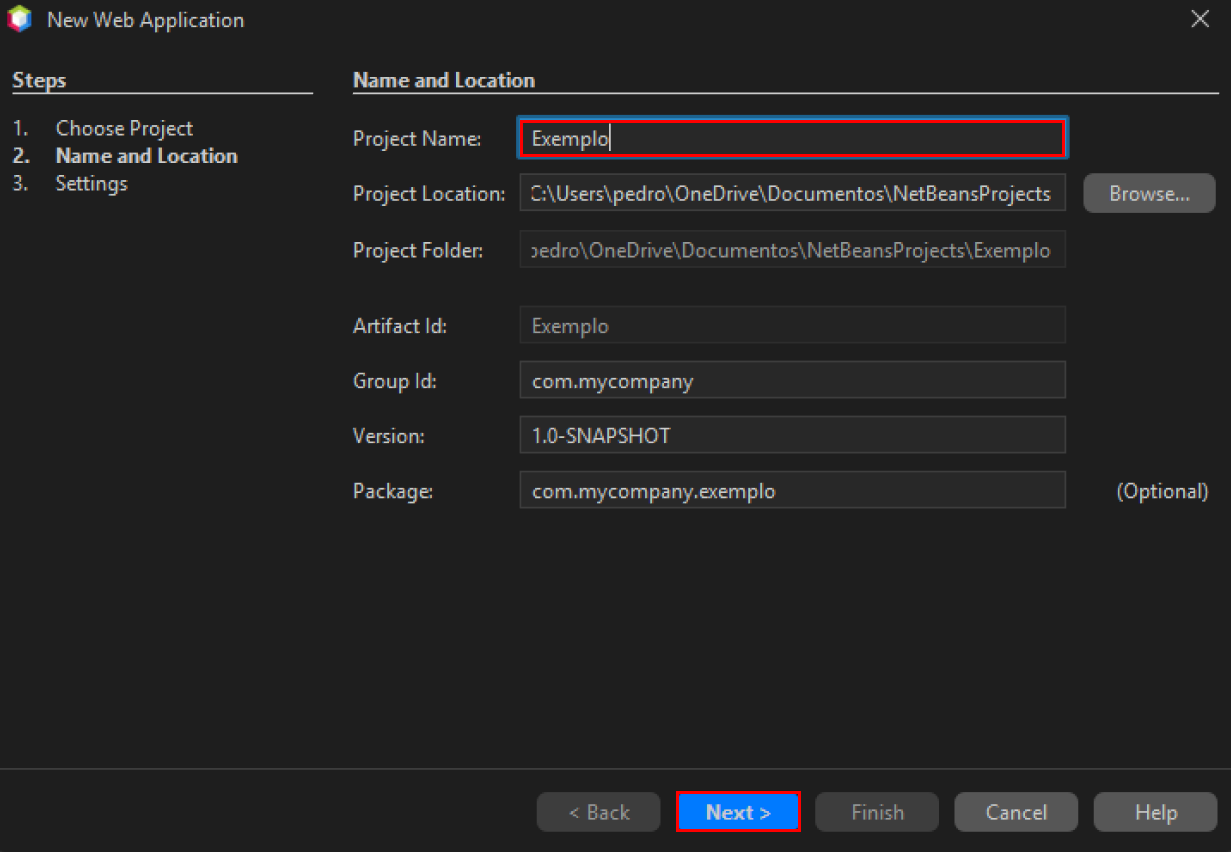 New Web Application
Steps
1. Choose Project
2. Name and Location
3. Settings
Name and Location
Project Name: Exemplo
Project Location: C:\Users\pedro\OneDrive\Documentos\NetBeansProjects Browse...
Project Folder: pedro\OneDrive\Documentos\NetBeansProjects\Exemplo
Artifact Id: Exemplo
Group Id: com.mycompany
Version: 1.0-SNAPSHOT
Package: com.mycompany.exemplo (Optional)
< Back Next > Finish Cancel Help